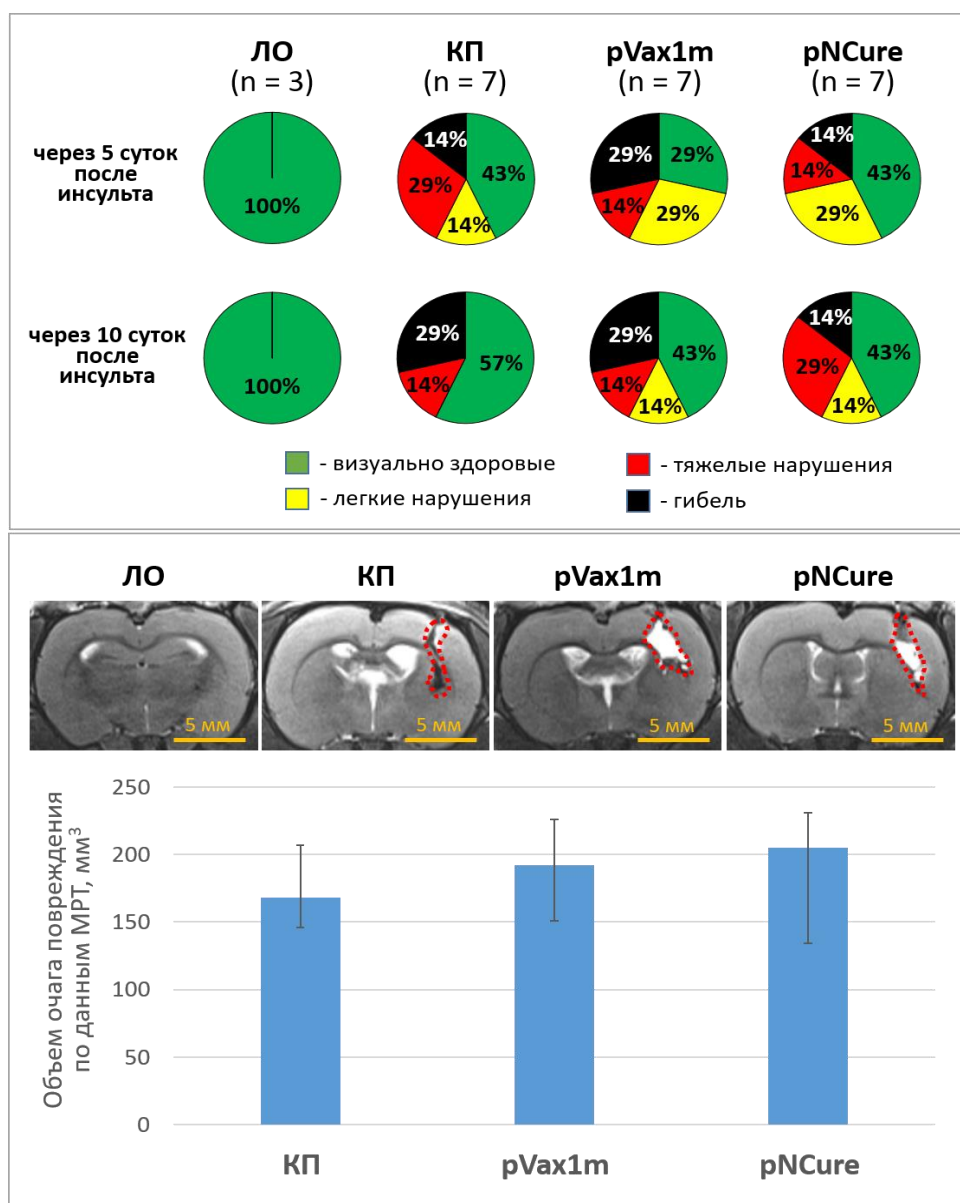 ЛО КП pVax1m pNCure
(n = 3) (n = 7) (n = 7) (n = 7)
через 5 суток
после
инсульта
100%
14% 43% 29% 14%
29% 29% 14% 29%
14% 43% 14% 29%
через 10 суток
после
инсульта
100%
29% 57% 14%
29% 43% 14% 14%
14% 43% 29% 14%
- визуально здоровые
- тяжелые нарушения
- легкие нарушения
- гибель
ЛО КП pVax1m pNCure
5 мм 5 мм 5 мм 5 мм
Объем очага повреждения
по данным МРТ, мм³
250
200
150
100
50
0
КП pVax1m pNCure